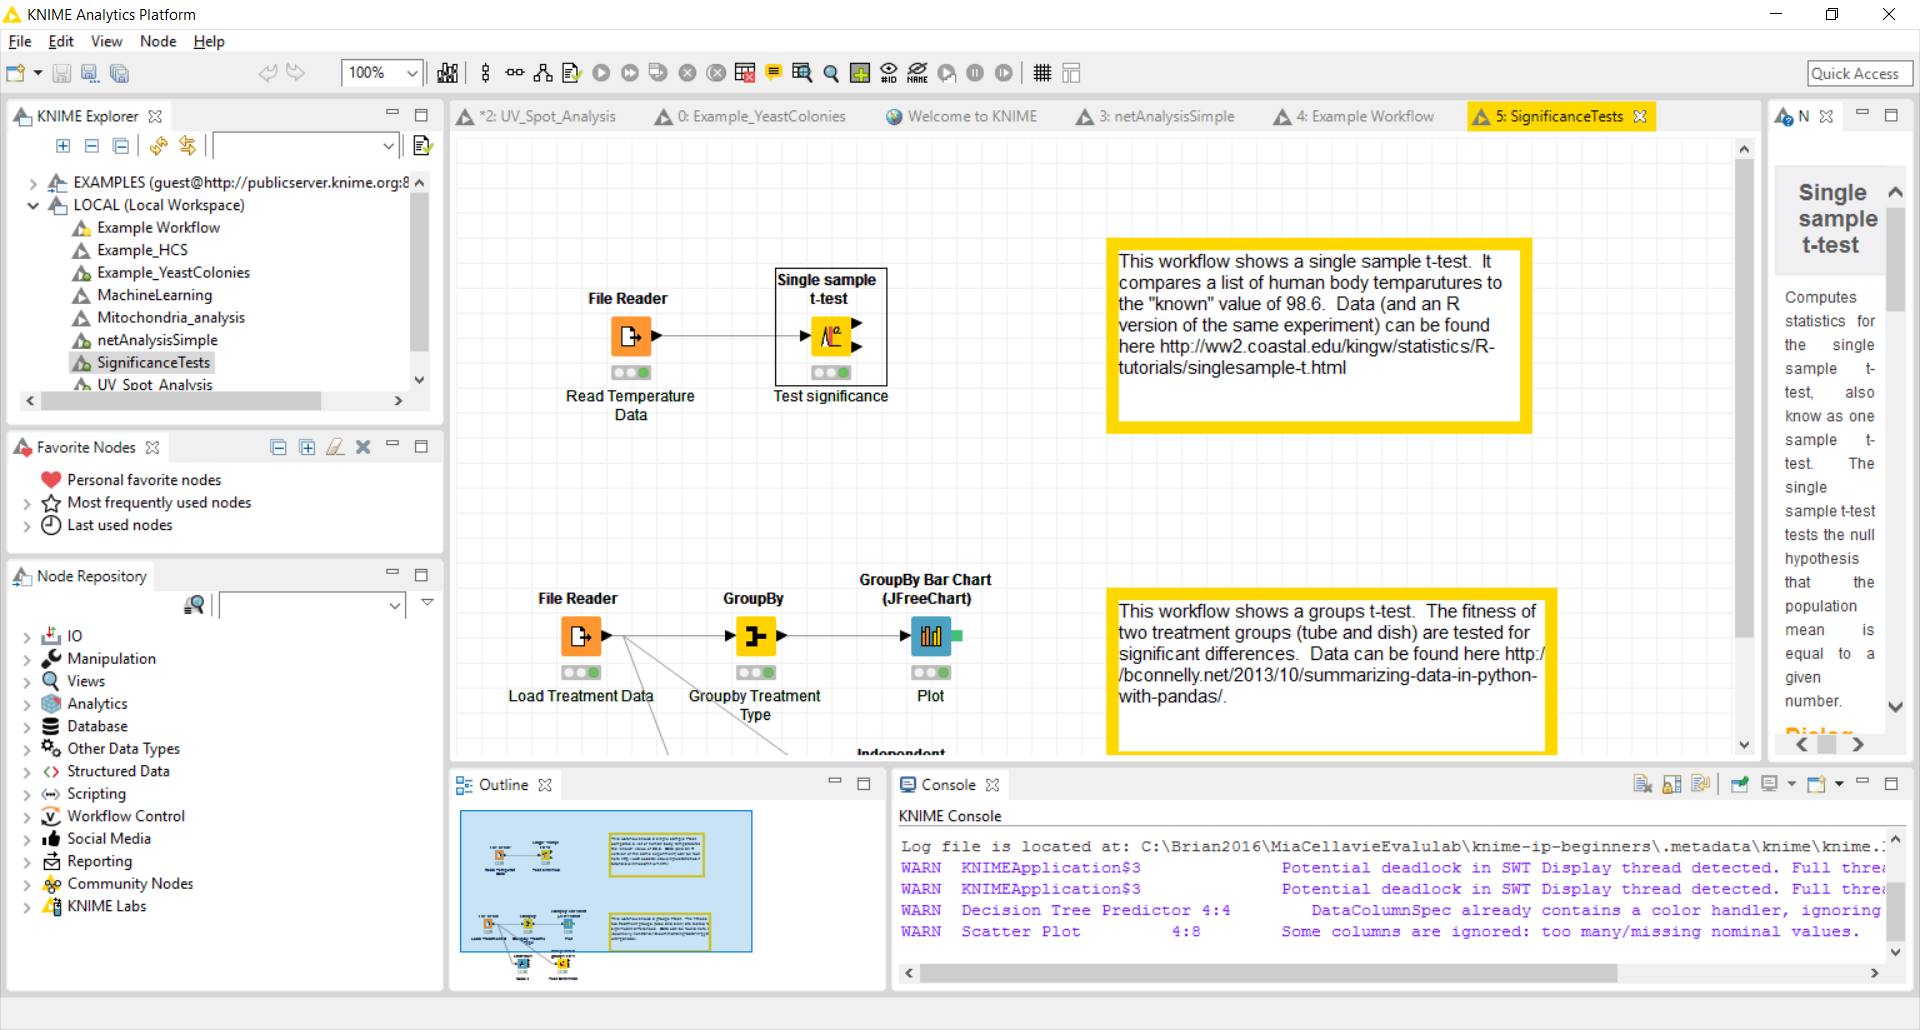 KNIME Analytics Platform
File Edit View Node Help
100%
#ID
NAME
Quick Access
KNIME Explorer
EXAMPLES (guest@http://publicserver.knime.org:8
LOCAL (Local Workspace)
Example Workflow
Example_HCS
Example_YeastColonies
MachineLearning
Mitochondria_analysis
netAnalysisSimple
SignificanceTests
UV_Spot_Analysis
Favorite Nodes
Personal favorite nodes
Most frequently used nodes
Last used nodes
Node Repository
IO
Manipulation
Views
Analytics
Database
Other Data Types
Structured Data
Scripting
Workflow Control
Social Media
Reporting
Community Nodes
KNIME Labs
*2: UV_Spot_Analysis
0: Example_YeastColonies
Welcome to KNIME
3: netAnalysisSimple
4: Example Workflow
5: SignificanceTests
File Reader
Read Temperature
Data
Single sample
t-test
Test significance
This workflow shows a single sample t-test. It
compares a list of human body temparutures to
the "known" value of 98.6. Data (and an R
version of the same experiment) can be found
here http://ww2.coastal.edu/kingw/statistics/R-
tutorials/singlesample-t.html
File Reader
Load Treatment Data
GroupBy
Groupby Treatment
Type
GroupBy Bar Chart
(JFreeChart)
Plot
Independent
This workflow shows a groups t-test. The fitness of
two treatment groups (tube and dish) are tested for
significant differences. Data can be found here http:/
/bconnelly.net/2013/10/summarizing-data-in-python-
with-pandas/.
N
Single
sample
t-test
Computes
statistics for
the single
sample t-
test, also
know as one
sample t-
test. The
single
sample t-test
tests the null
hypothesis
that the
population
mean is
equal to a
given
number.
Dialog
Outline
Console
KNIME Console
Log file is located at: C:\Brian2016\MiaCellavieEvalulab\knime-ip-beginners\.metadata\knime\knime.l
WARN KNIMEApplication$3 Potential deadlock in SWT Display thread detected. Full threa
WARN KNIMEApplication$3 Potential deadlock in SWT Display thread detected. Full threa
WARN Decision Tree Predictor 4:4 DataColumnSpec already contains a color handler, ignoring
WARN Scatter Plot 4:8 Some columns are ignored: too many/missing nominal values.